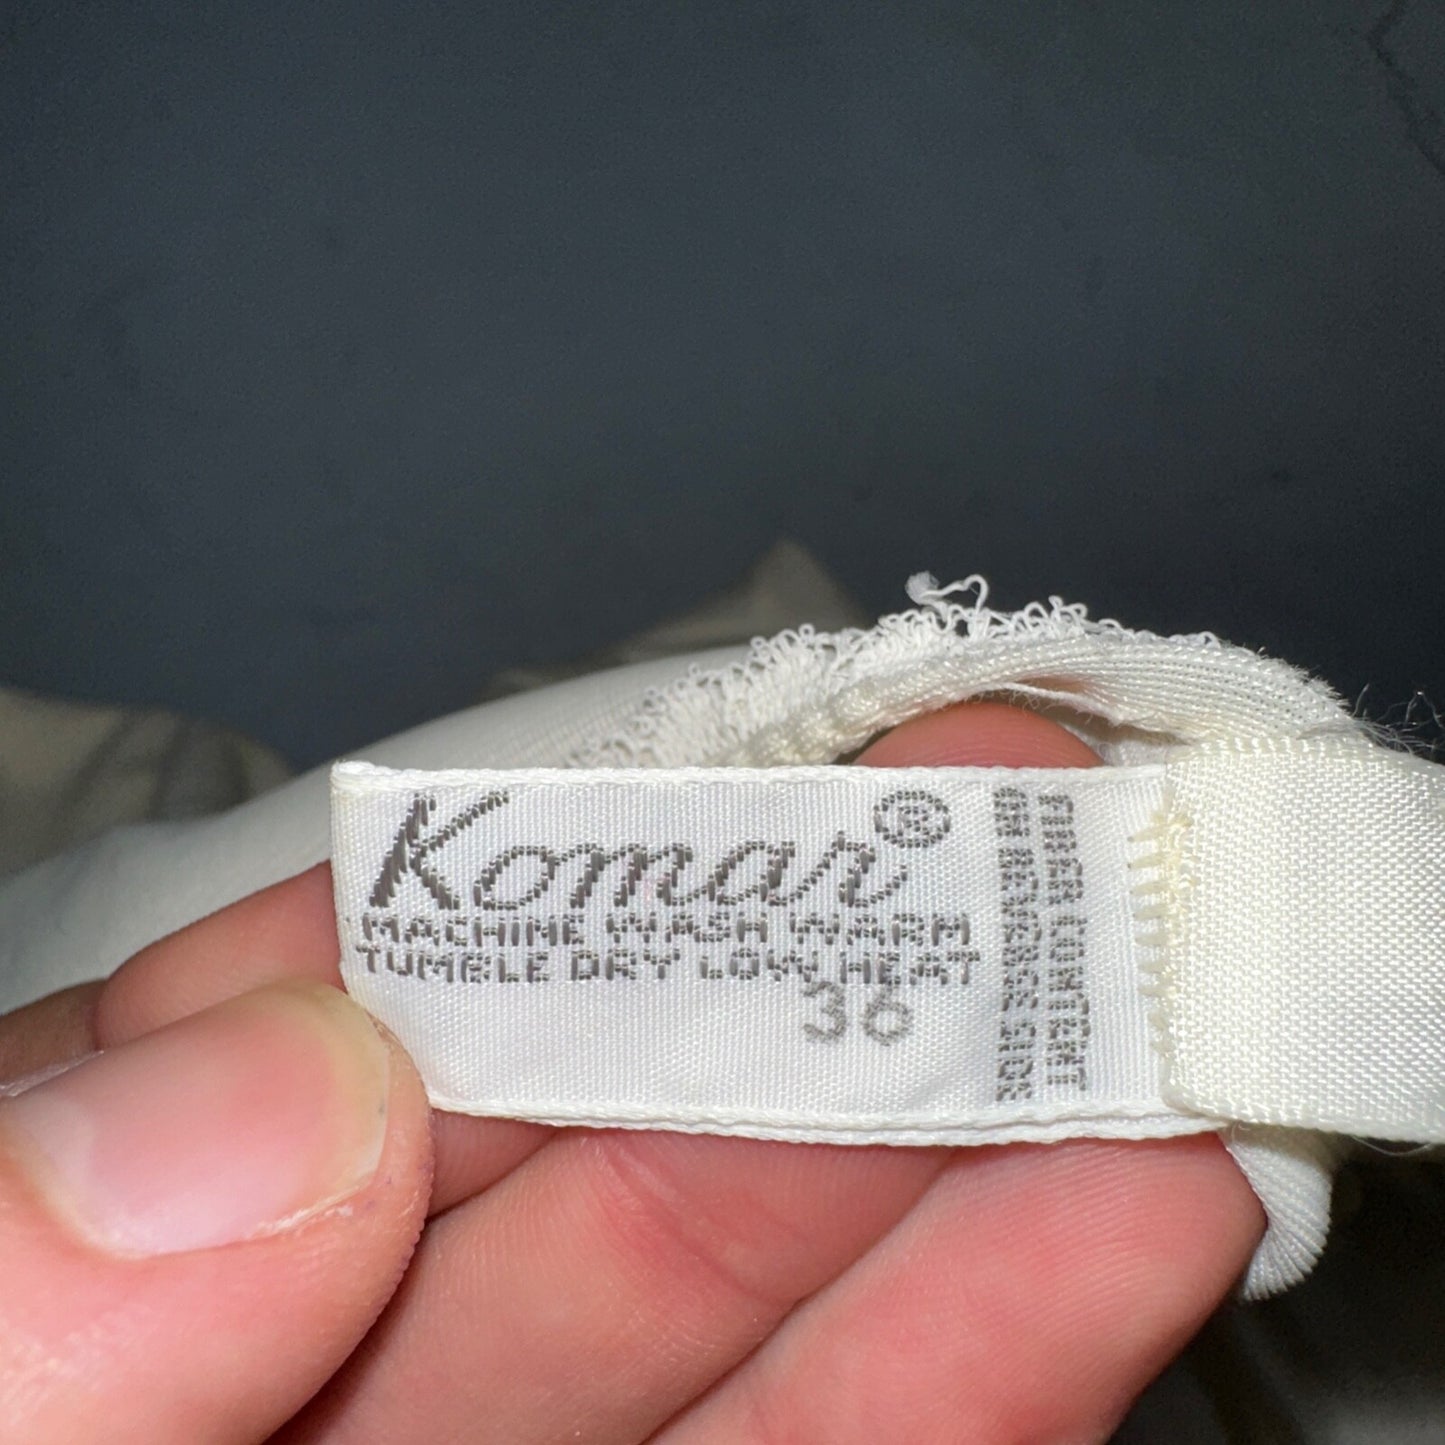 Komar®
MACHINE WASH WARM
TUMBLE DRY LOW HEAT
36
FIBER CONTENT
ON REVERSE SIDE